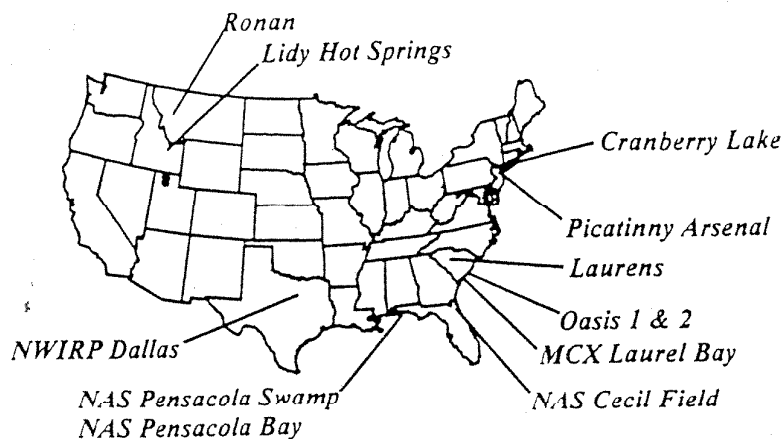 Ronan
Lidy Hot Springs
Cranberry Lake
Picatinny Arsenal
Laurens
Oasis 1 & 2
NWIRP Dallas
MCX Laurel Bay
NAS Pensacola Swamp
NAS Cecil Field
NAS Pensacola Bay